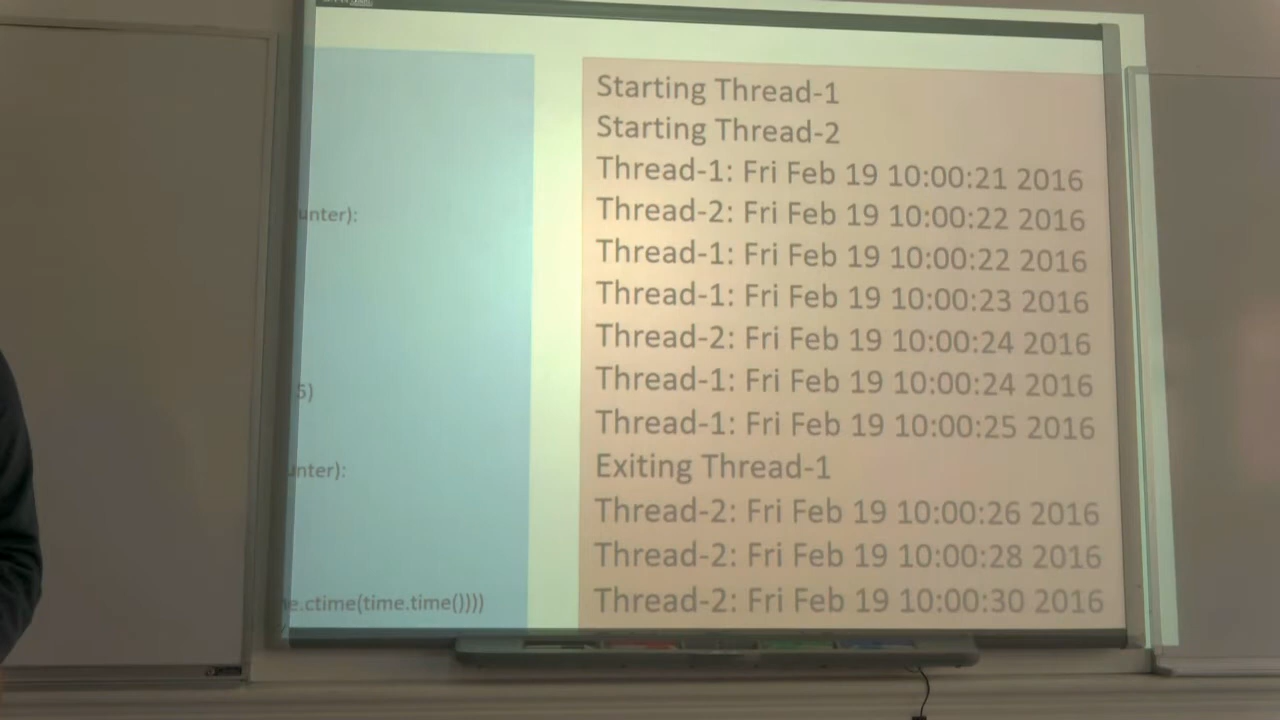 unter):
5)
unter):
e.ctime(time.time())))
Starting Thread-1
Starting Thread-2
Thread-1: Fri Feb 19 10:00:21 2016
Thread-2: Fri Feb 19 10:00:22 2016
Thread-1: Fri Feb 19 10:00:22 2016
Thread-1: Fri Feb 19 10:00:23 2016
Thread-2: Fri Feb 19 10:00:24 2016
Thread-1: Fri Feb 19 10:00:24 2016
Thread-1: Fri Feb 19 10:00:25 2016
Exiting Thread-1
Thread-2: Fri Feb 19 10:00:26 2016
Thread-2: Fri Feb 19 10:00:28 2016
Thread-2: Fri Feb 19 10:00:30 2016